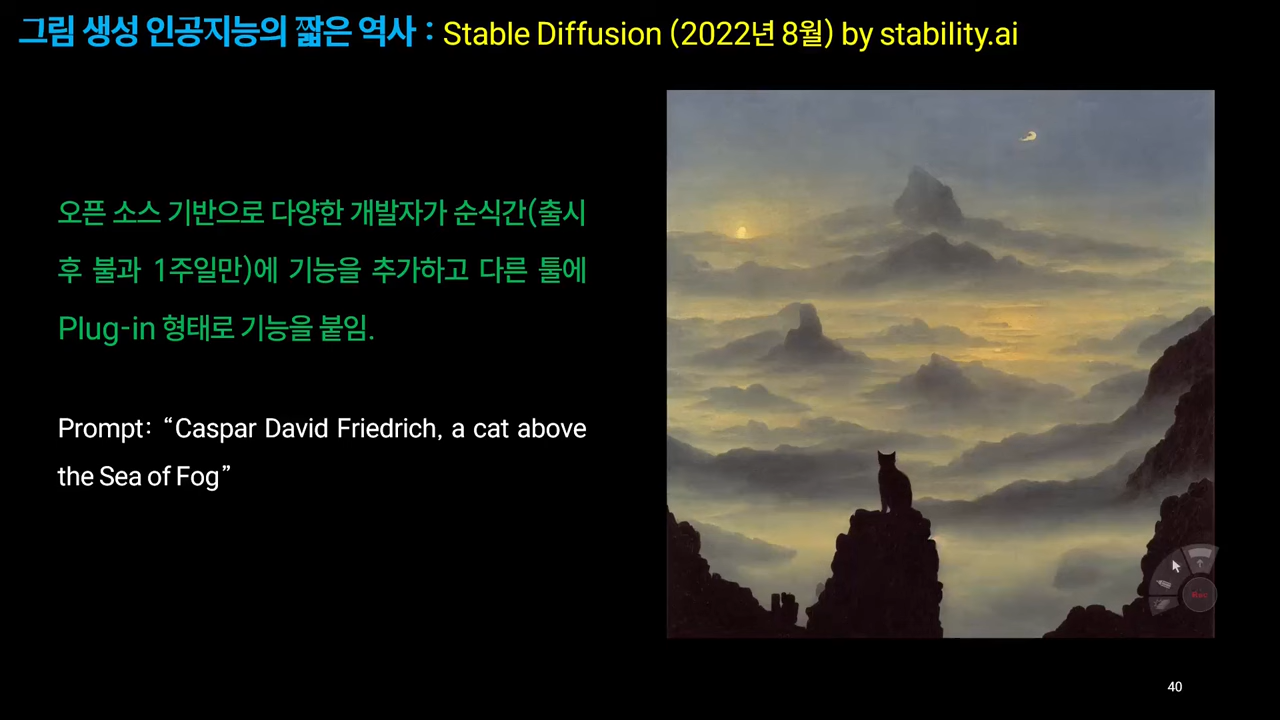 그림 생성 인공지능의 짧은 역사 : Stable Diffusion (2022년 8월) by stability.ai
오픈 소스 기반으로 다양한 개발자가 순식간(출시
후 불과 1주일만)에 기능을 추가하고 다른 툴에
Plug-in 형태로 기능을 붙임.
Prompt: “Caspar David Friedrich, a cat above
the Sea of Fog”
40